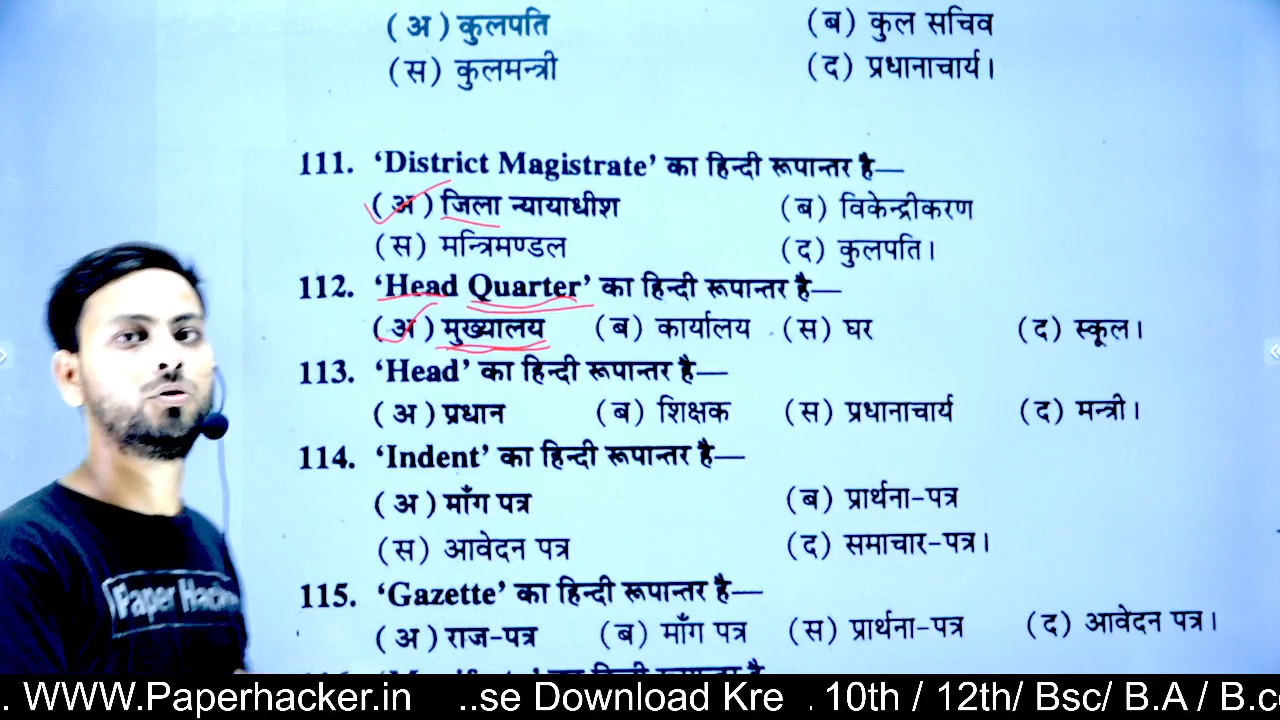 (अ) कुलपति (ब) कुल सचिव
(स) कुलमन्त्री (द) प्रधानाचार्य।
111. ‘District Magistrate’ का हिन्दी रूपान्तर है—
(अ) जिला न्यायाधीश (ब) विकेन्द्रीकरण
(स) मन्त्रिमण्डल (द) कुलपति।
112. ‘Head Quarter’ का हिन्दी रूपान्तर है—
(अ) मुख्यालय (ब) कार्यालय (स) घर (द) स्कूल।
113. ‘Head’ का हिन्दी रूपान्तर है—
(अ) प्रधान (ब) शिक्षक (स) प्रधानाचार्य (द) मन्त्री।
114. ‘Indent’ का हिन्दी रूपान्तर है—
(अ) माँग पत्र (ब) प्रार्थना-पत्र
(स) आवेदन पत्र (द) समाचार-पत्र।
115. ‘Gazette’ का हिन्दी रूपान्तर है—
(अ) राज-पत्र (ब) माँग पत्र (स) प्रार्थना-पत्र (द) आवेदन पत्र।
Paper Hacker
. WWW.Paperhacker.in ..se Download Kre . 10th / 12th/ Bsc/ B.A / B.c